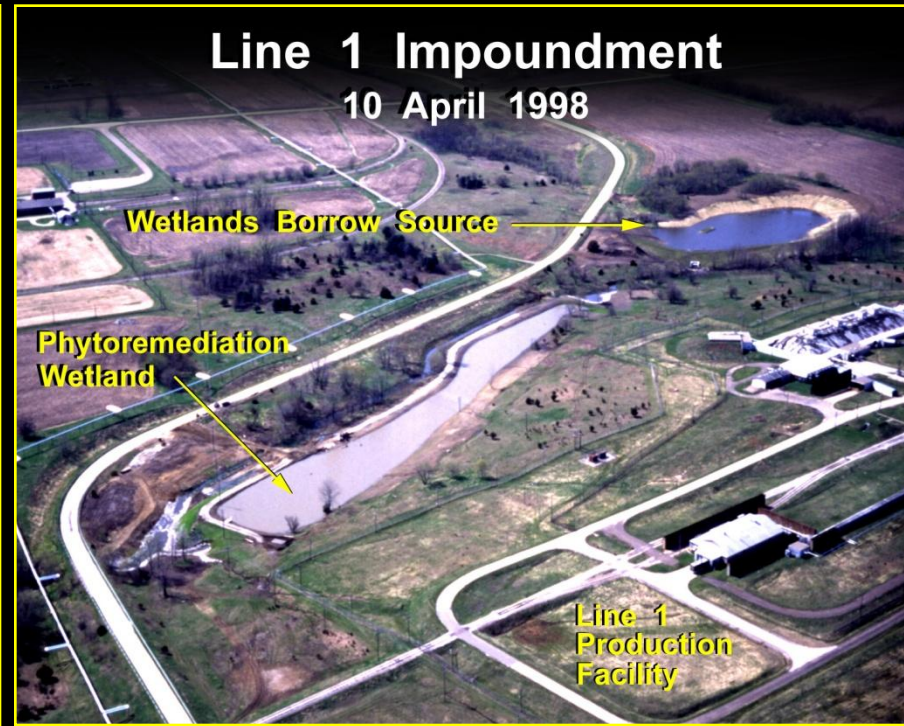 Line 1 Impoundment
10 April 1998
Wetlands Borrow Source
Phytoremediation
Wetland
Line 1
Production
Facility